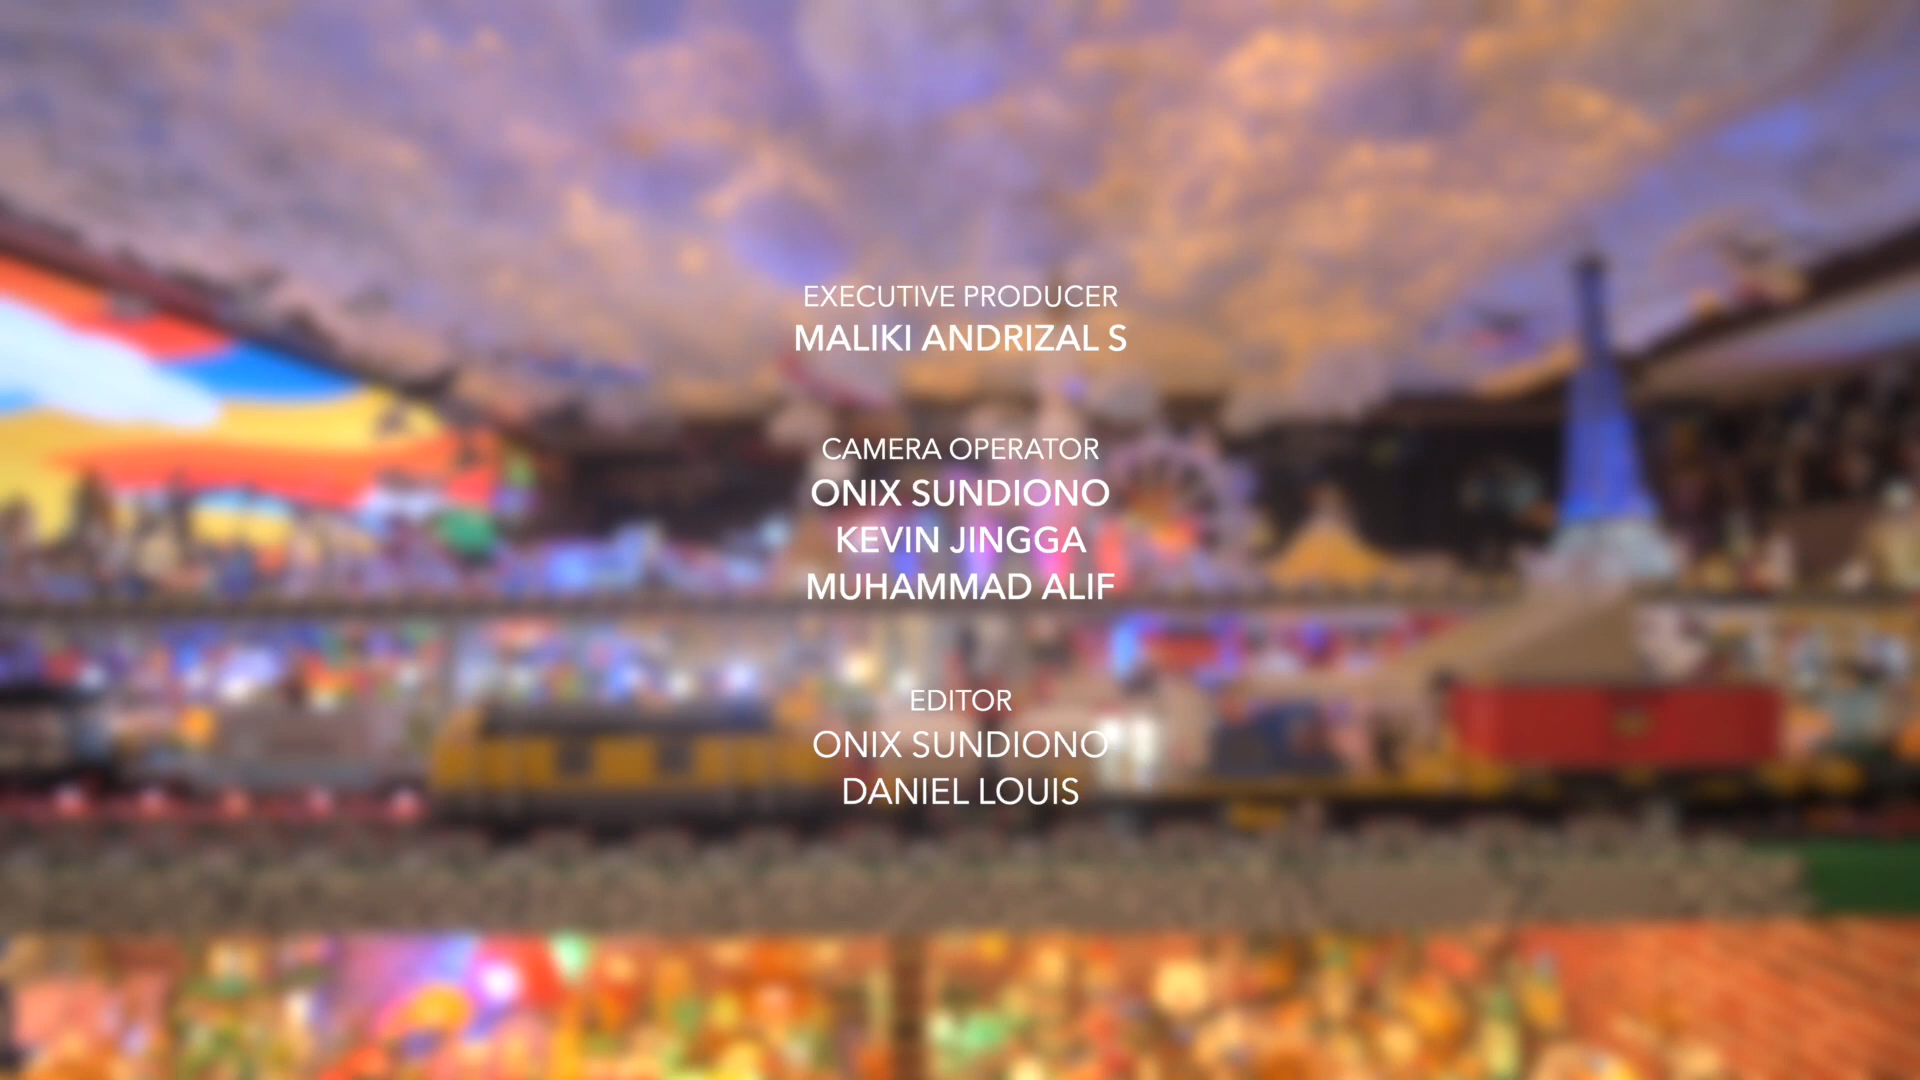 EXECUTIVE PRODUCER
MALIKI ANDRIZAL S
CAMERA OPERATOR
ONIX SUNDIONO
KEVIN JINGGA
MUHAMMAD ALIF
EDITOR
ONIX SUNDIONO
DANIEL LOUIS